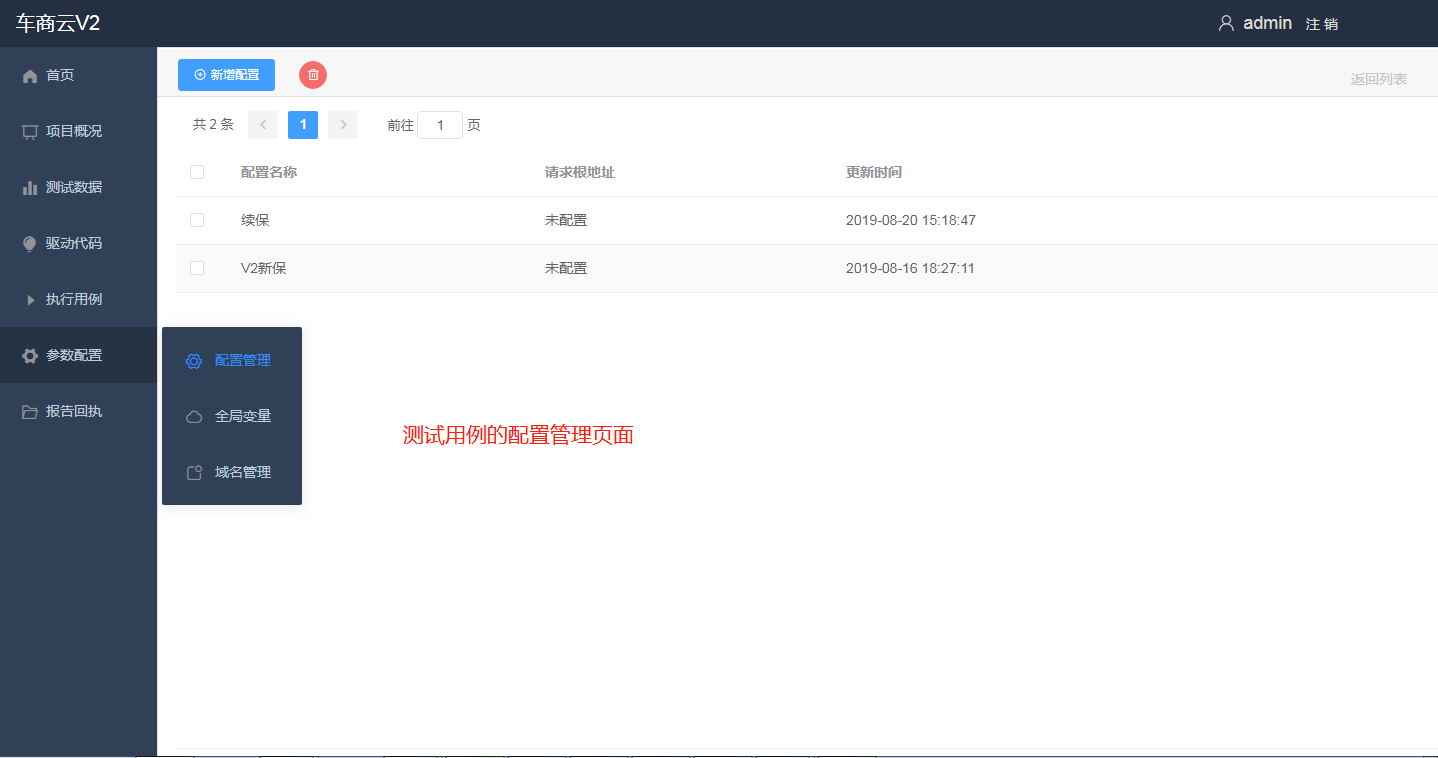 车商云V2
admin 注 销
首页
项目概况
测试数据
驱动代码
执行用例
参数配置
报告回执
新增配置
返回列表
共 2 条 1 前往 1 页
配置名称 请求根地址 更新时间
续保 未配置 2019-08-20 15:18:47
V2新保 未配置 2019-08-16 18:27:11
配置管理
全局变量
域名管理
测试用例的配置管理页面